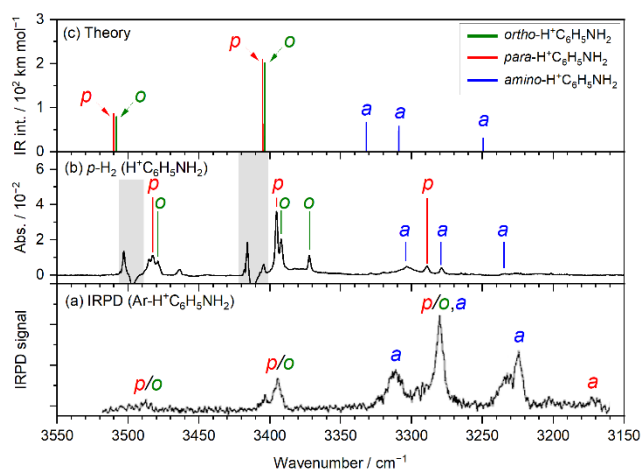 (c) Theory
p
o
p
o
a
a
a
ortho-H⁺C₆H₅NH₂
para-H⁺C₆H₅NH₂
amino-H⁺C₆H₅NH₂
IR int. / 10² km mol⁻¹
3
2
1
0
(b) p-H₂ (H⁺C₆H₅NH₂)
p
o
p
o
o
a
p
a
a
Abs. / 10⁻²
6
4
2
0
(a) IRPD (Ar-H⁺C₆H₅NH₂)
p/o
p/o
a
p/o,a
a
a
IRPD signal
3550 3500 3450 3400 3350 3300 3250 3200 3150
Wavenumber / cm⁻¹